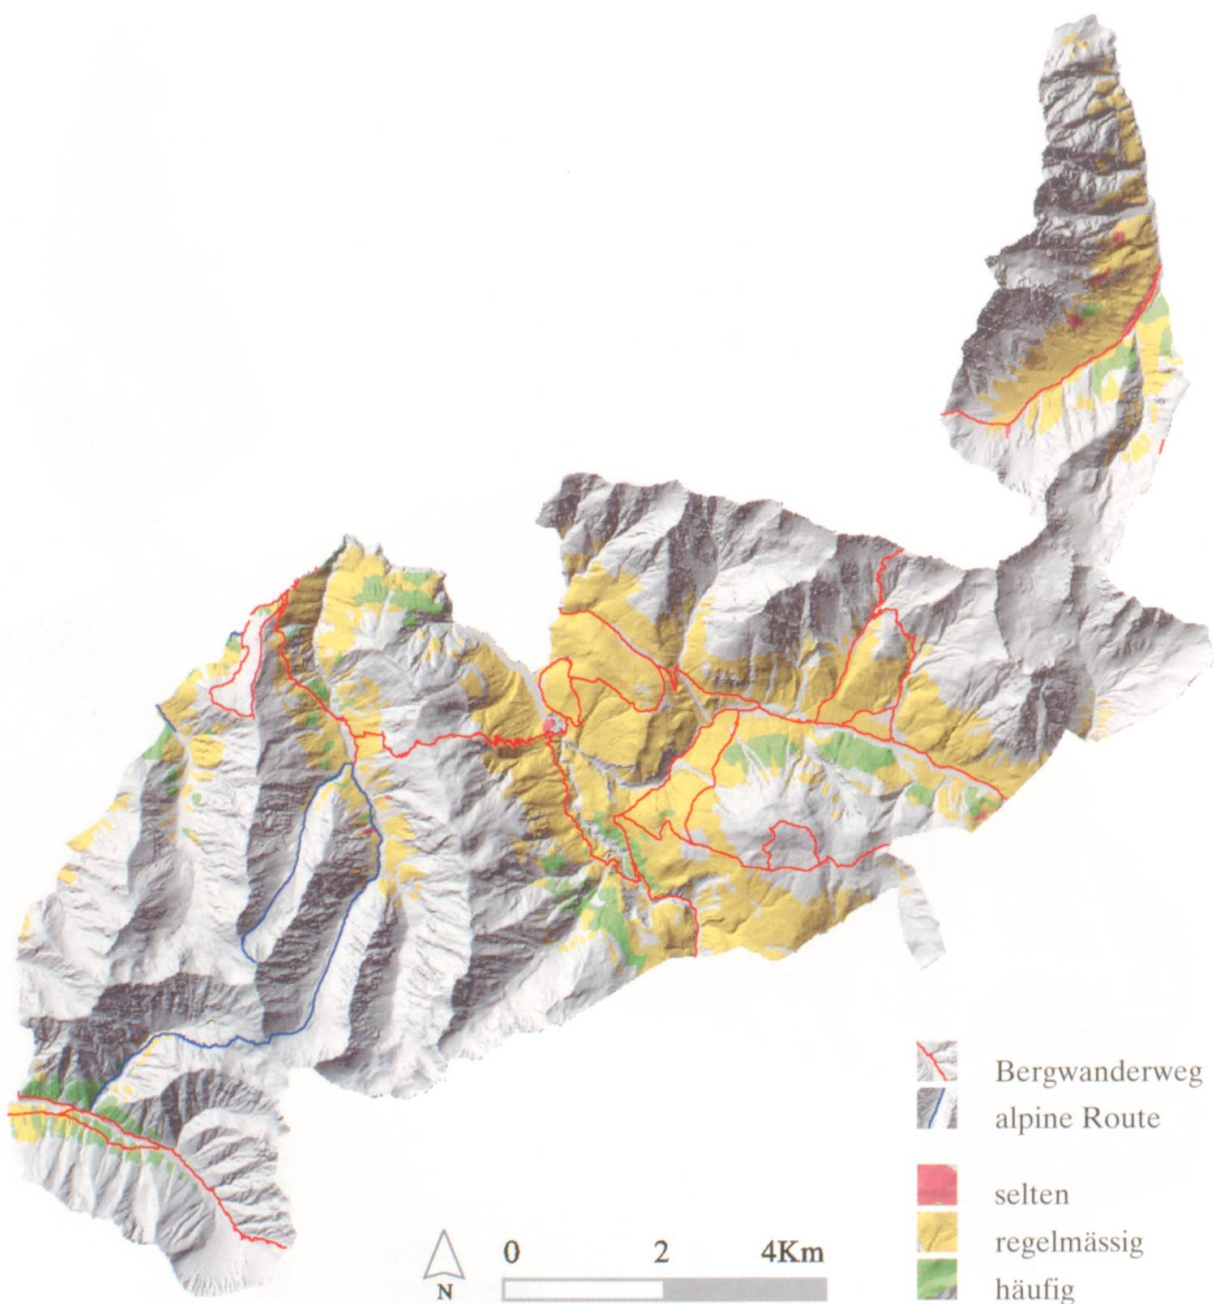 Bergwanderweg
alpine Route
selten
regelmässig
häufig
0 2 4Km
N